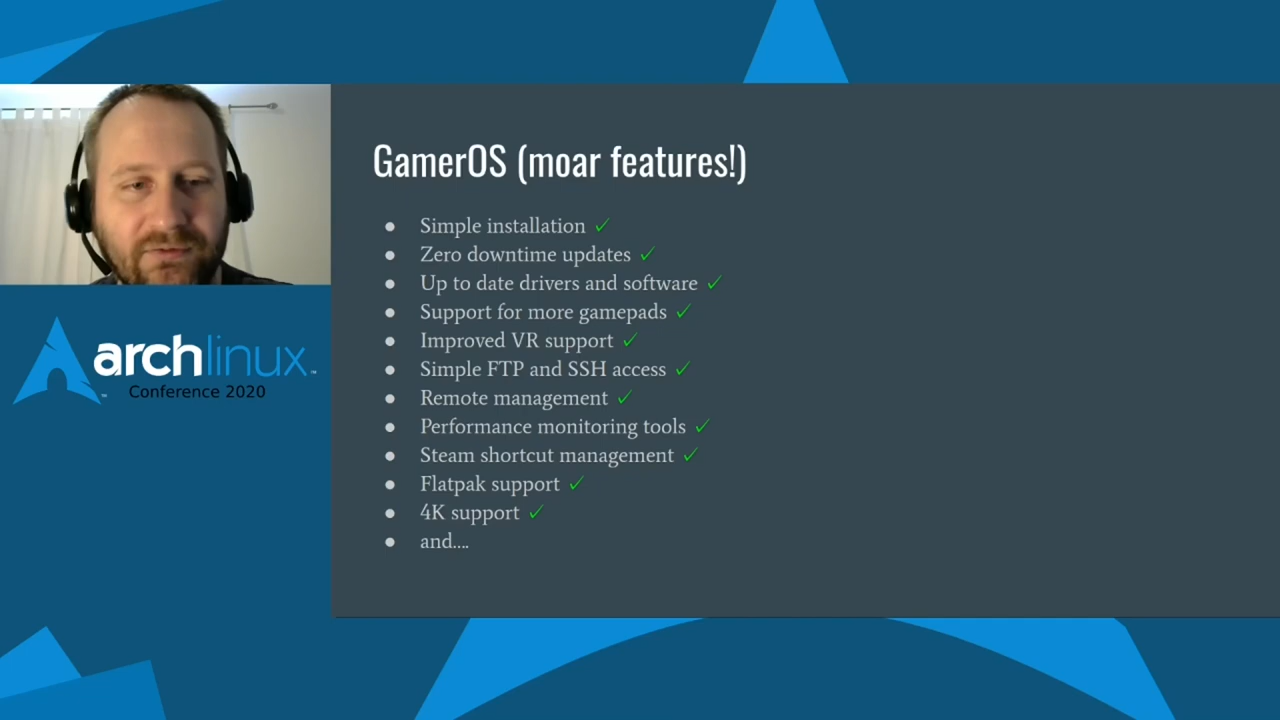 GamerOS (moar features!)
● Simple installation ✓
● Zero downtime updates ✓
● Up to date drivers and software ✓
● Support for more gamepads ✓
● Improved VR support ✓
● Simple FTP and SSH access ✓
● Remote management ✓
● Performance monitoring tools ✓
● Steam shortcut management ✓
● Flatpak support ✓
● 4K support ✓
● and....
archlinux™
Conference 2020